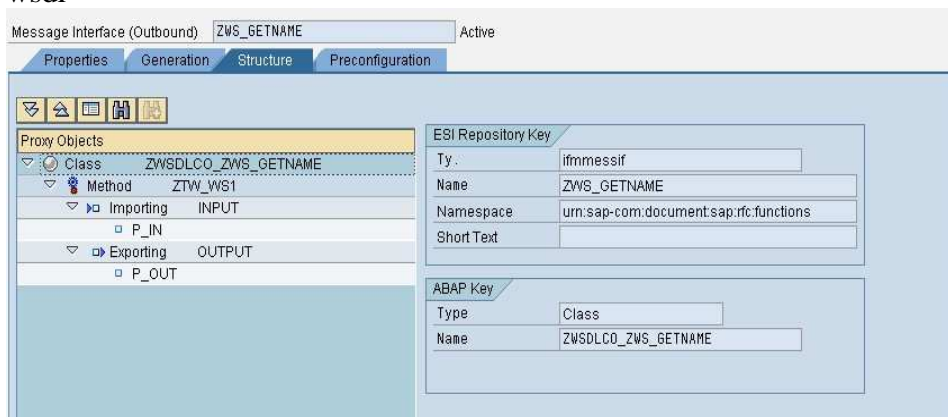 Message Interface (Outbound) ZWS_GETNAME Active
Properties Generation Structure Preconfiguration
Proxy Objects
Class ZWSDLCO_ZWS_GETNAME
Method ZTW_WS1
Importing INPUT
P_IN
Exporting OUTPUT
P_OUT
ESI Repository Key
Ty. ifmmessif
Name ZWS_GETNAME
Namespace urn:sap-com:document:sap:rfc:functions
Short Text
ABAP Key
Type Class
Name ZWSDLCO_ZWS_GETNAME